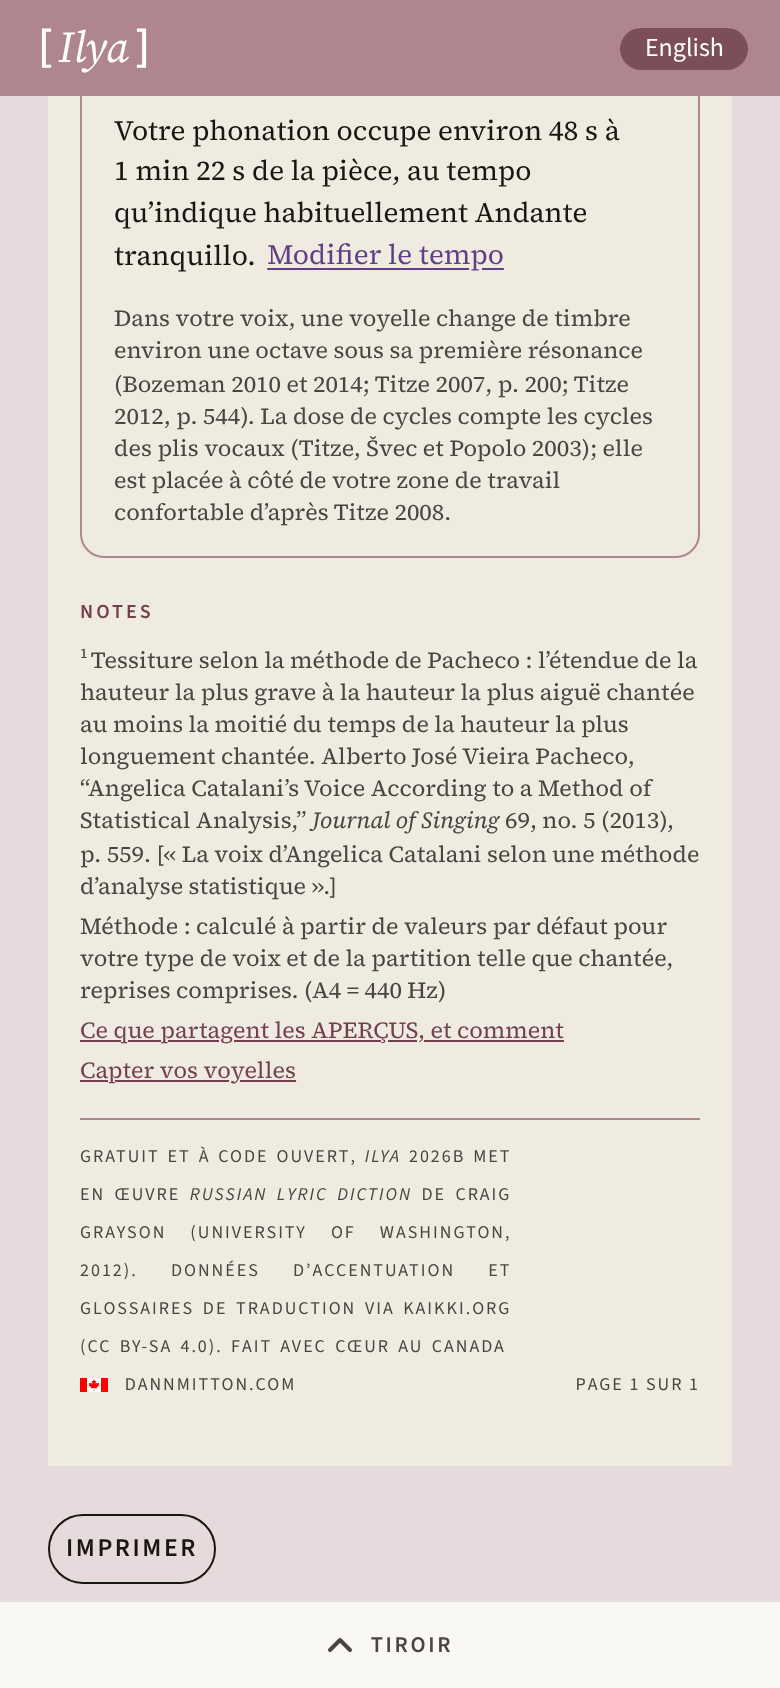 [Ilya]
English
Votre phonation occupe environ 48 s à
1 min 22 s de la pièce, au tempo
qu’indique habituellement Andante
tranquillo. Modifier le tempo
Dans votre voix, une voyelle change de timbre
environ une octave sous sa première résonance
(Bozeman 2010 et 2014; Titze 2007, p. 200; Titze
2012, p. 544). La dose de cycles compte les cycles
des plis vocaux (Titze, Švec et Popolo 2003); elle
est placée à côté de votre zone de travail
confortable d’après Titze 2008.
NOTES
¹ Tessiture selon la méthode de Pacheco : l’étendue de la
hauteur la plus grave à la hauteur la plus aiguë chantée
au moins la moitié du temps de la hauteur la plus
longuement chantée. Alberto José Vieira Pacheco,
“Angelica Catalani’s Voice According to a Method of
Statistical Analysis,” Journal of Singing 69, no. 5 (2013),
p. 559. [« La voix d’Angelica Catalani selon une méthode
d’analyse statistique ».]
Méthode : calculé à partir de valeurs par défaut pour
votre type de voix et de la partition telle que chantée,
reprises comprises. (A4 = 440 Hz)
Ce que partagent les APERÇUS, et comment
Capter vos voyelles
GRATUIT ET À CODE OUVERT, ILYA 2026B MET
EN ŒUVRE RUSSIAN LYRIC DICTION DE CRAIG
GRAYSON (UNIVERSITY OF WASHINGTON,
2012). DONNÉES D’ACCENTUATION ET
GLOSSAIRES DE TRADUCTION VIA KAIKKI.ORG
(CC BY-SA 4.0). FAIT AVEC CŒUR AU CANADA
DANNMITTON.COM
PAGE 1 SUR 1
IMPRIMER
TIROIR